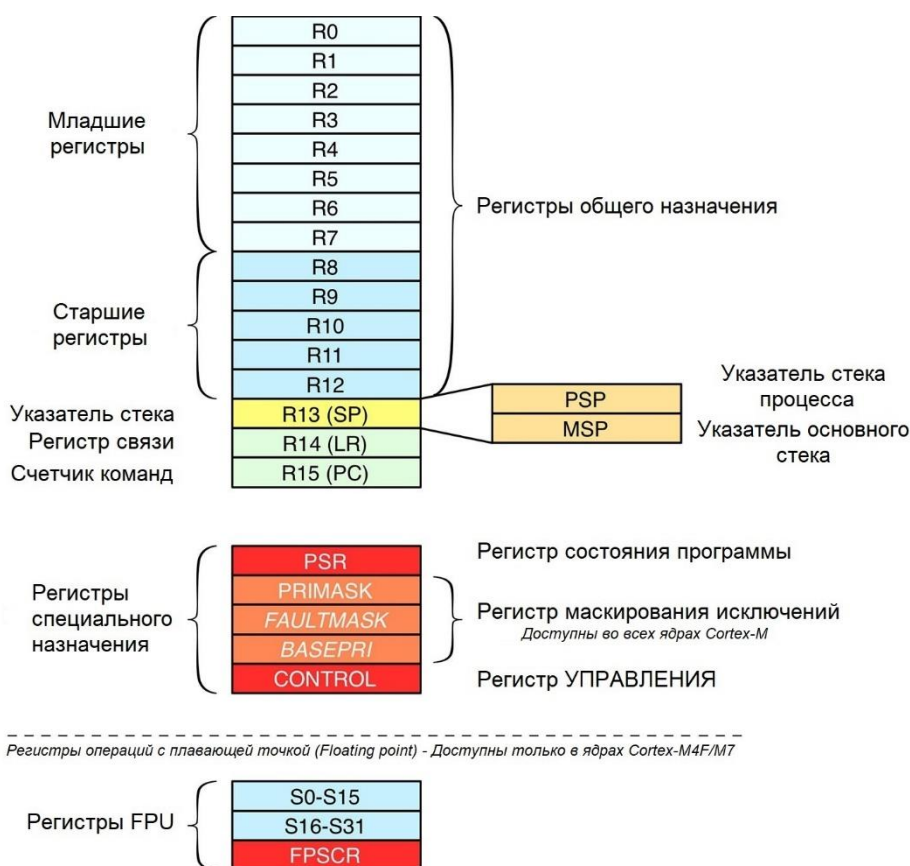 R0
R1
R2
R3
R4
R5
R6
R7
R8
R9
R10
R11
R12
R13 (SP)
R14 (LR)
R15 (PC)
Младшие
регистры
Старшие
регистры
Указатель стека
Регистр связи
Счетчик команд
Регистры общего назначения
PSP
MSP
Указатель стека
процесса
Указатель основного
стека
Регистры
специального
назначения
PSR
PRIMASK
FAULTMASK
BASEPRI
CONTROL
Регистр состояния программы
Регистр маскирования исключений
Доступны во всех ядрах Cortex-M
Регистр УПРАВЛЕНИЯ
Регистры операций с плавающей точкой (Floating point) - Доступны только в ядрах Cortex-M4F/M7
Регистры FPU
S0-S15
S16-S31
FPSCR